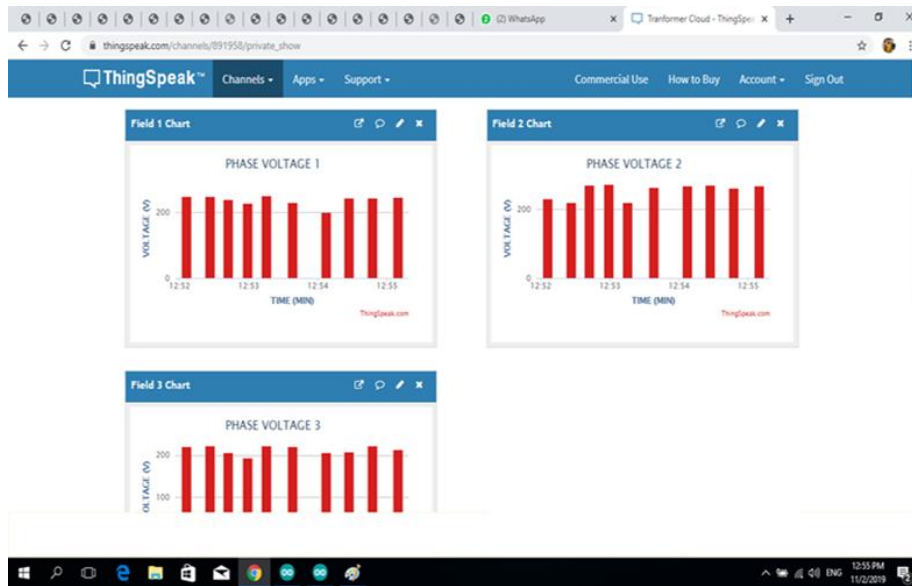 (2) WhatsApp
Tranformer Cloud - ThingSpe
thingspeak.com/channels/891958/private_show
ThingSpeak™ Channels Apps Support Commercial Use How to Buy Account Sign Out
Field 1 Chart
PHASE VOLTAGE 1
VOLTAGE (V)
200
0
12:52 12:53 12:54 12:55
TIME (MIN)
ThingSpeak.com
Field 2 Chart
PHASE VOLTAGE 2
VOLTAGE (V)
200
0
12:52 12:53 12:54 12:55
TIME (MIN)
ThingSpeak.com
Field 3 Chart
PHASE VOLTAGE 3
OLTAGE (V)
200
100
ENG
12:55 PM
11/2/2019